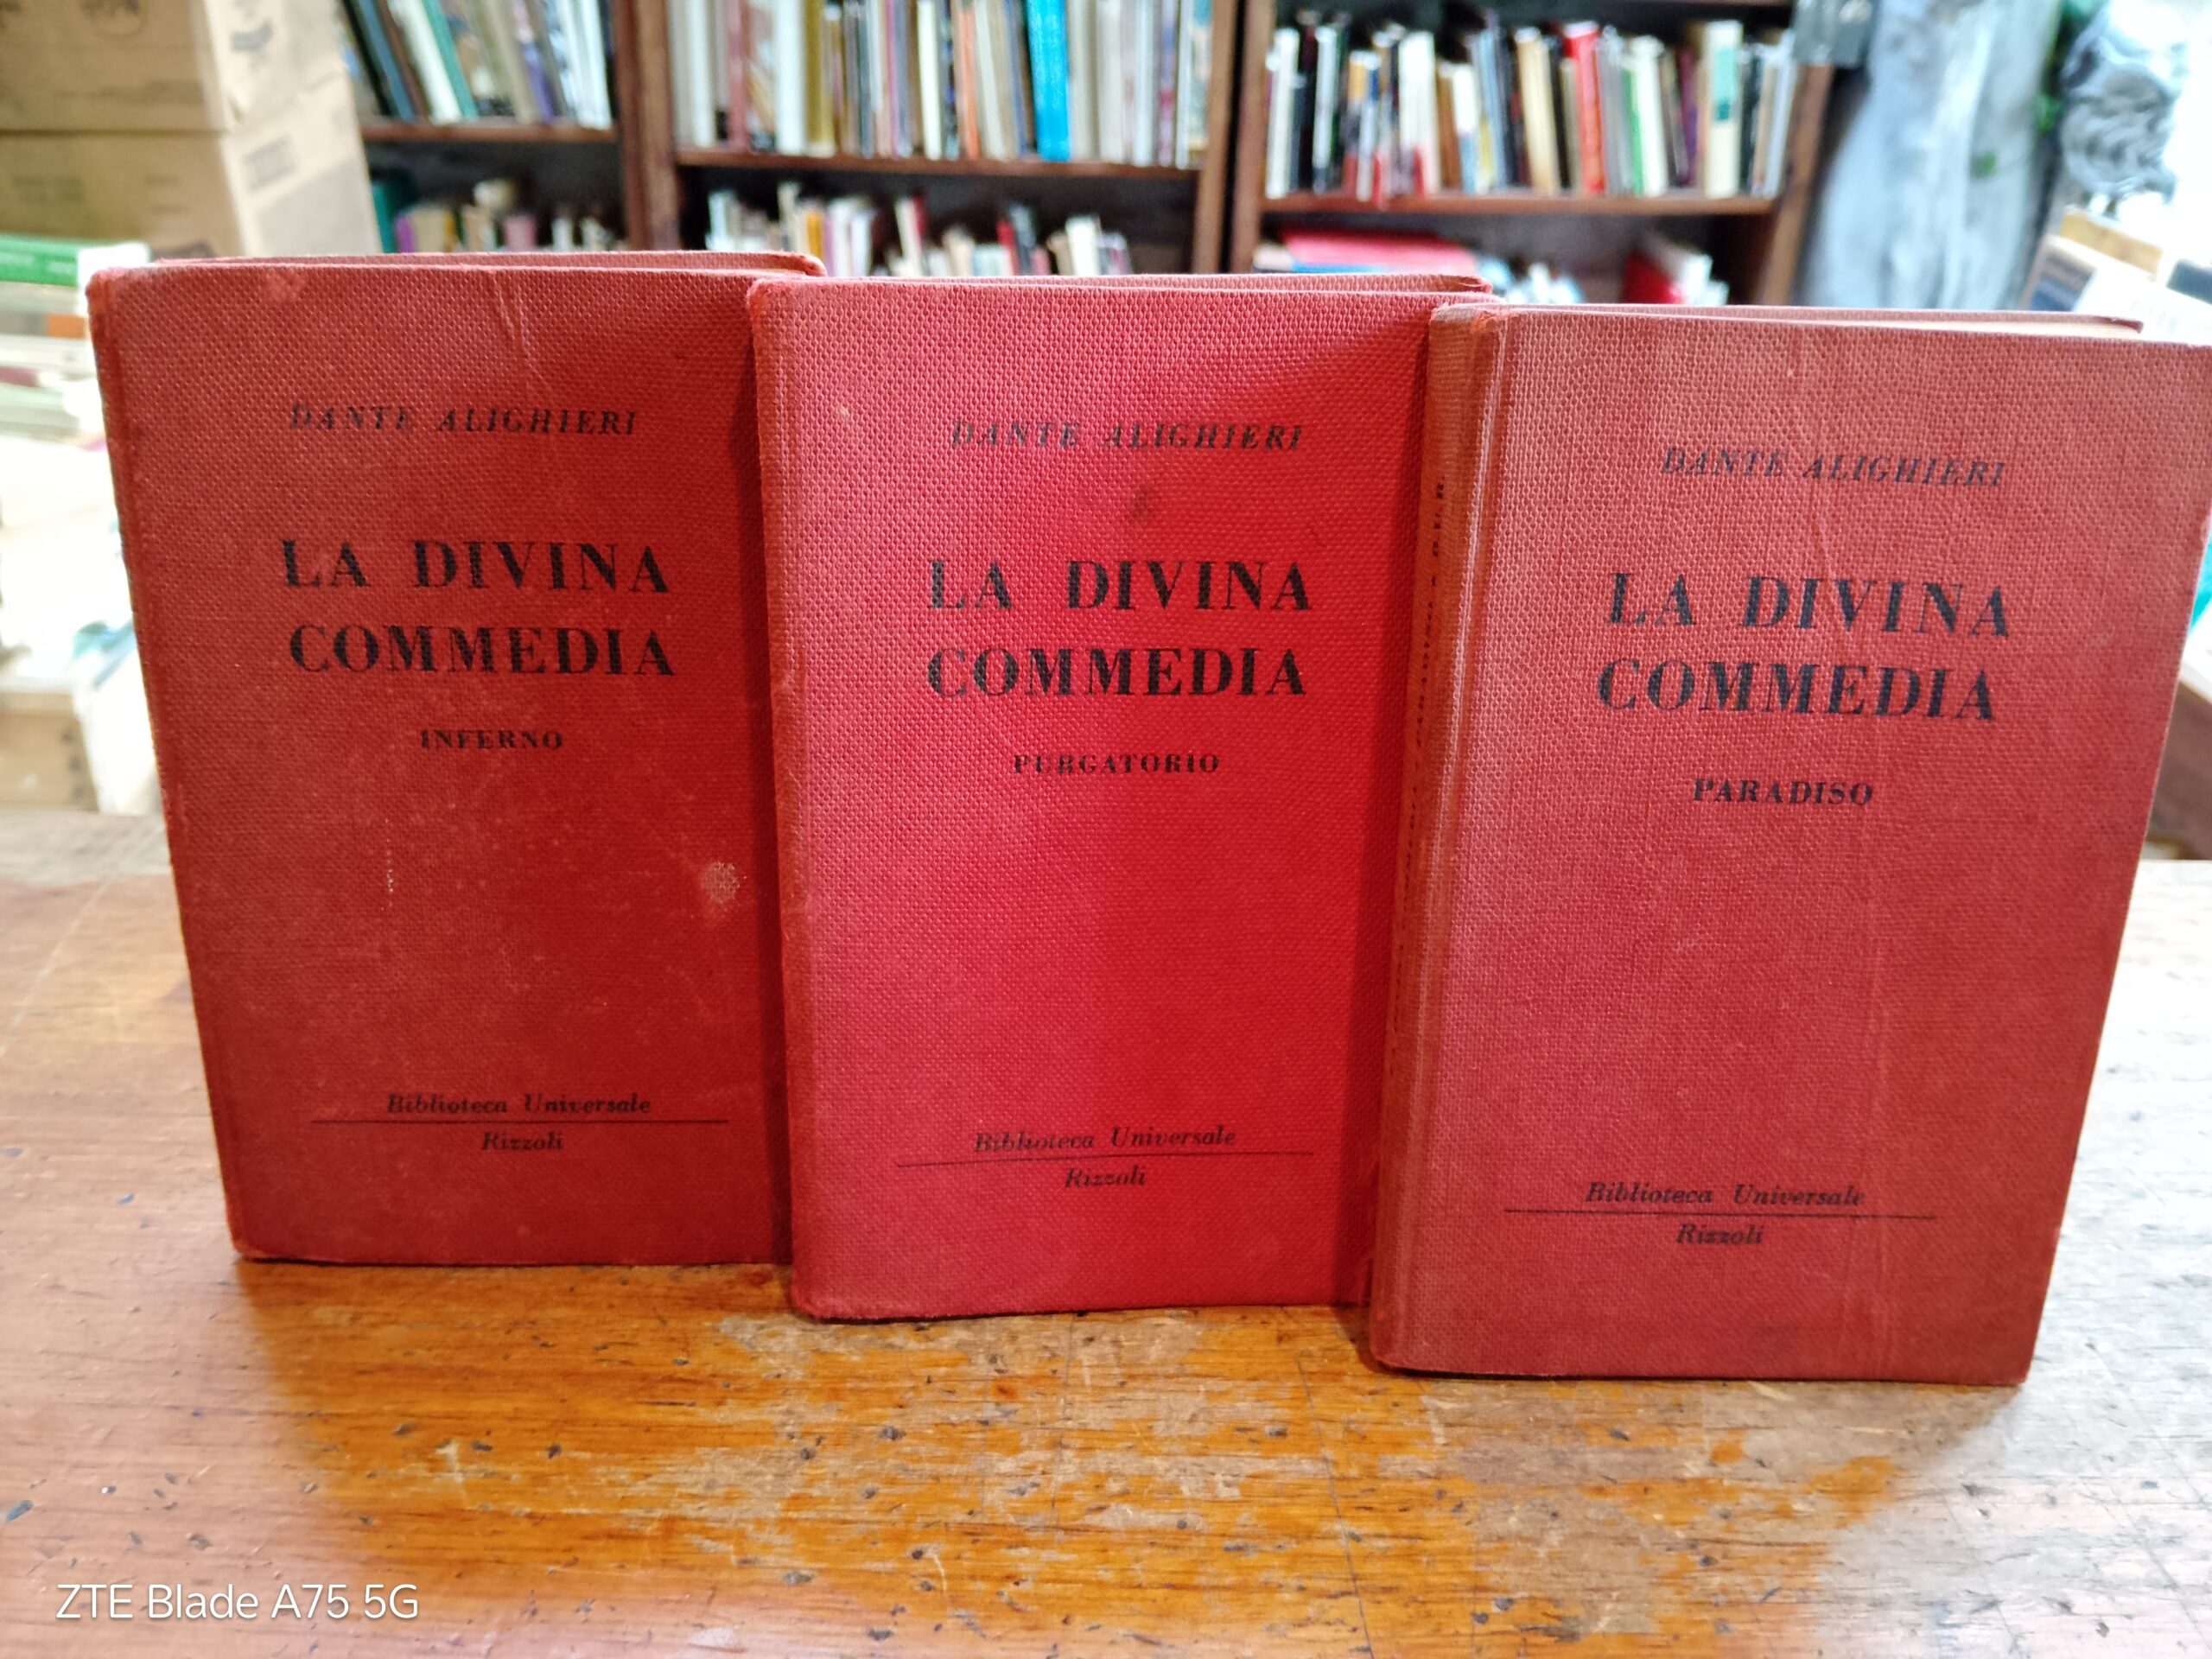 DANTE ALIGHIERI
LA DIVINA
COMMEDIA
INFERNO
Biblioteca Universale
Rizzoli
DANTE ALIGHIERI
LA DIVINA
COMMEDIA
PURGATORIO
Biblioteca Universale
Rizzoli
DANTE ALIGHIERI
LA DIVINA
COMMEDIA
PARADISO
Biblioteca Universale
Rizzoli
ZTE Blade A75 5G